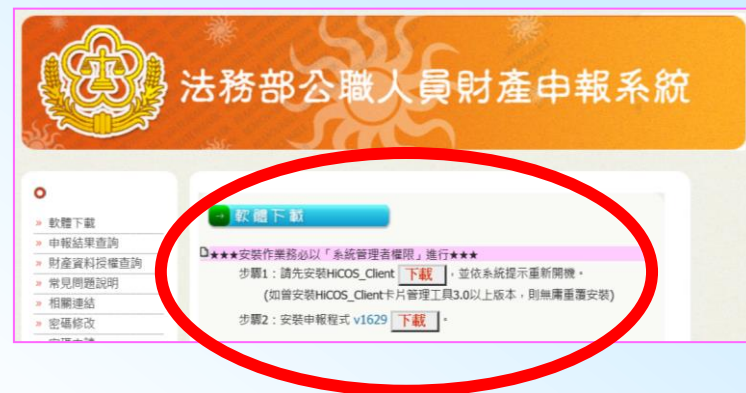 法務部公職人員財產申報系統
» 軟體下載
» 申報結果查詢
» 財產資料授權查詢
» 常見問題說明
» 相關連結
» 密碼修改
軟體下載
★★★安裝作業務必以「系統管理者權限」進行★★★
步驟1：請先安裝HiCOS_Client 下載 ，並依系統提示重新開機。
(如曾安裝HiCOS_Client卡片管理工具3.0以上版本，則無庸重覆安裝)
步驟2：安裝申報程式 v1629 下載 。